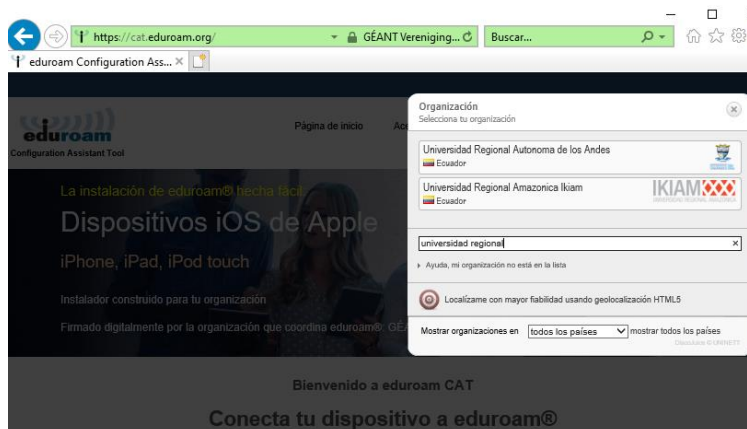 https://cat.eduroam.org/
GÉANT Vereniging...
Buscar...
eduroam Configuration Ass...
eduroam
Configuration Assistant Tool
Página de inicio
La instalación de eduroam® hecha fácil:
Dispositivos iOS de Apple
iPhone, iPad, iPod touch
Instalador construido para tu organización
Firmado digitalmente por la organización que coordina eduroam®: GÉA
Organización
Selecciona tu organización
Universidad Regional Autonoma de los Andes
Ecuador
Universidad Regional Amazonica Ikiam
Ecuador
IKIAM
universidad regional
Ayuda, mi organización no está en la lista
Localízame con mayor fiabilidad usando geolocalización HTML5
Mostrar organizaciones en todos los países mostrar todos los países
DiscoJuice © UNINETT
Bienvenido a eduroam CAT
Conecta tu dispositivo a eduroam®